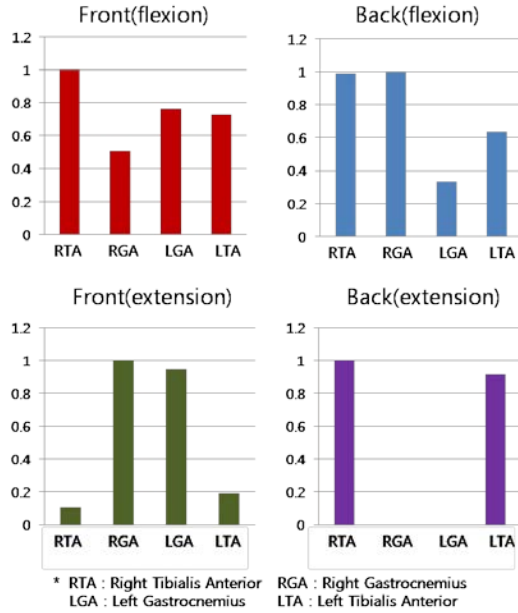 Front(flexion)
1.2
1
0.8
0.6
0.4
0.2
0
RTA RGA LGA LTA
Back(flexion)
1.2
1
0.8
0.6
0.4
0.2
0
RTA RGA LGA LTA
Front(extension)
1.2
1
0.8
0.6
0.4
0.2
0
RTA RGA LGA LTA
Back(extension)
1.2
1
0.8
0.6
0.4
0.2
0
RTA RGA LGA LTA
* RTA : Right Tibialis Anterior RGA : Right Gastrocnemius
LGA : Left Gastrocnemius LTA : Left Tibialis Anterior